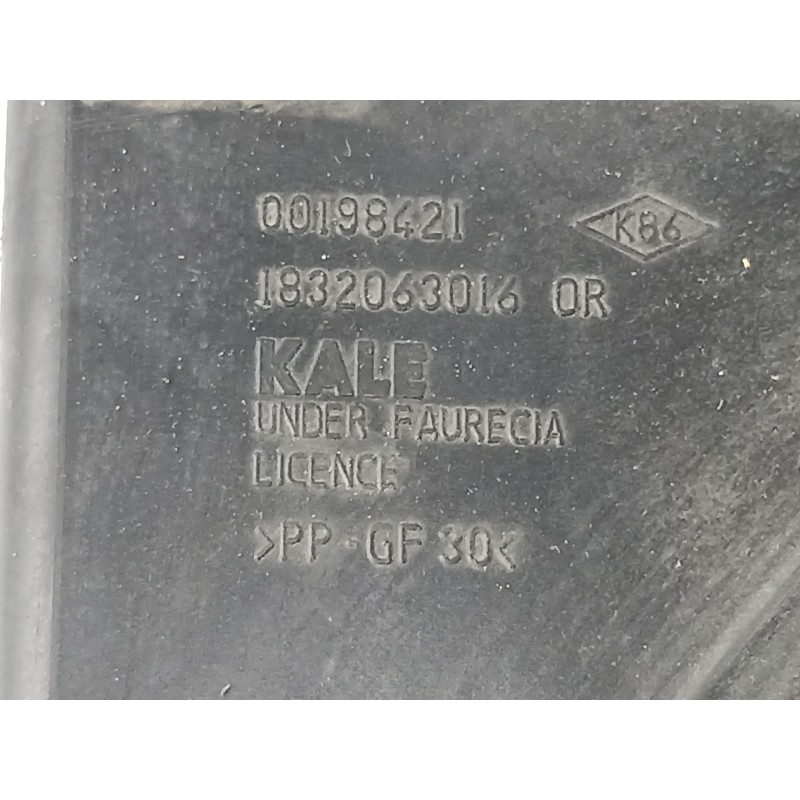 00198421 K86
1832063016 OR
KALE
UNDER FAURECIA
LICENCE
>PP-GF 30<